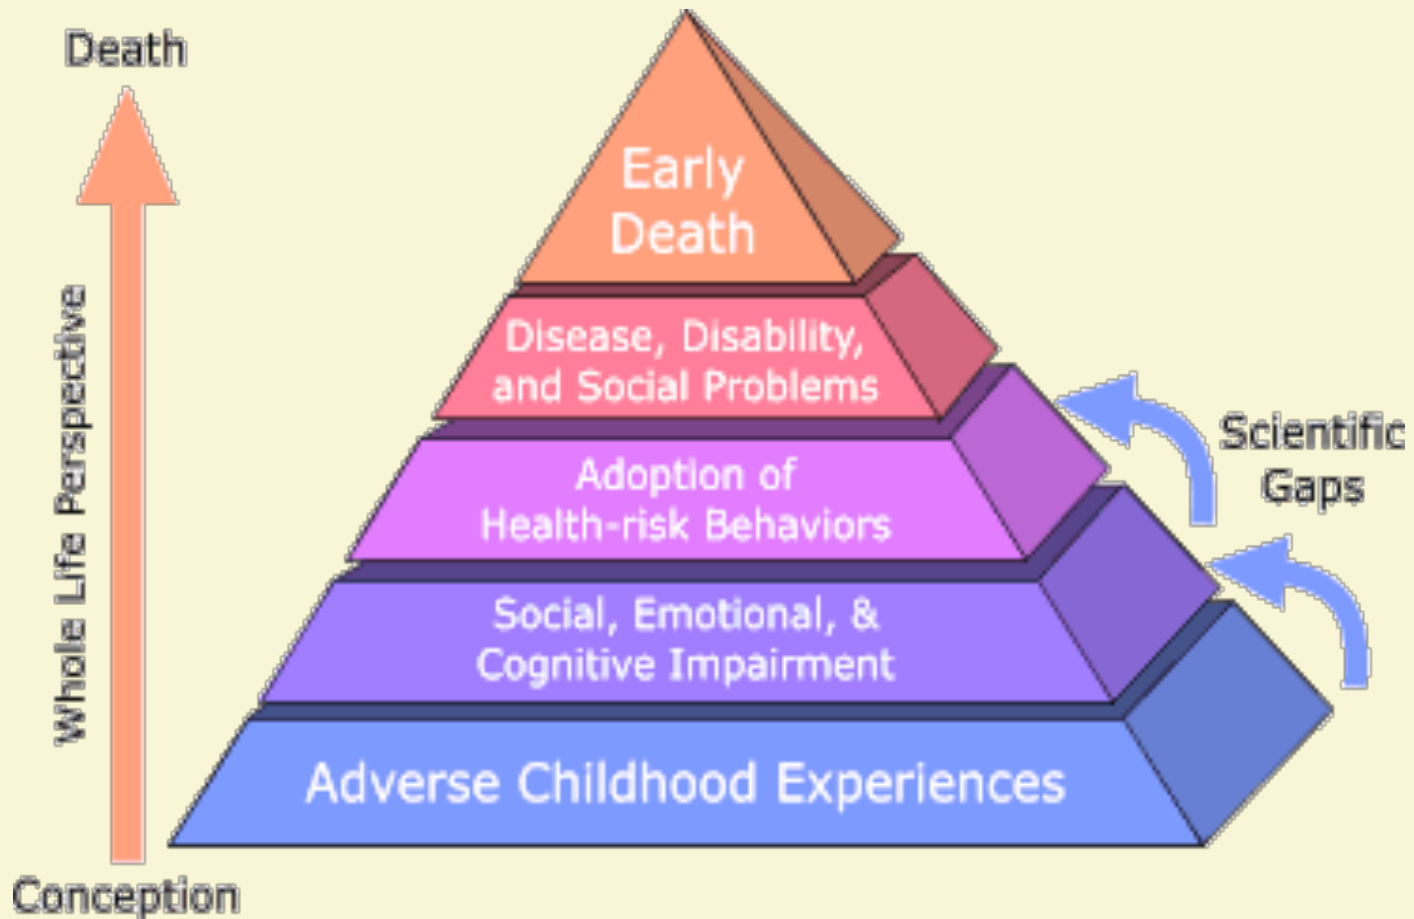 Death
Whole Life Perspective
Conception
Early
Death
Disease, Disability,
and Social Problems
Adoption of
Health-risk Behaviors
Social, Emotional, &
Cognitive Impairment
Adverse Childhood Experiences
Scientific
Gaps